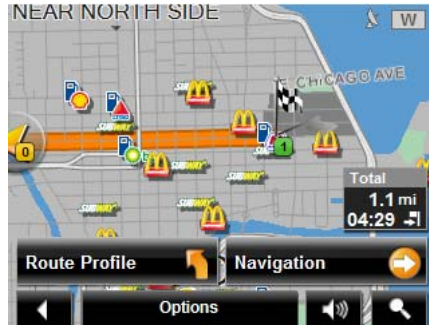 NEAR NORTH SIDE
W
CHICAGO AVE
SUBWAY
SUBWAY
SUBWAY
SUBWAY
SUBWAY
SUBWAY
0
1
Total
1.1 mi
04:29
Route Profile
Navigation
Options